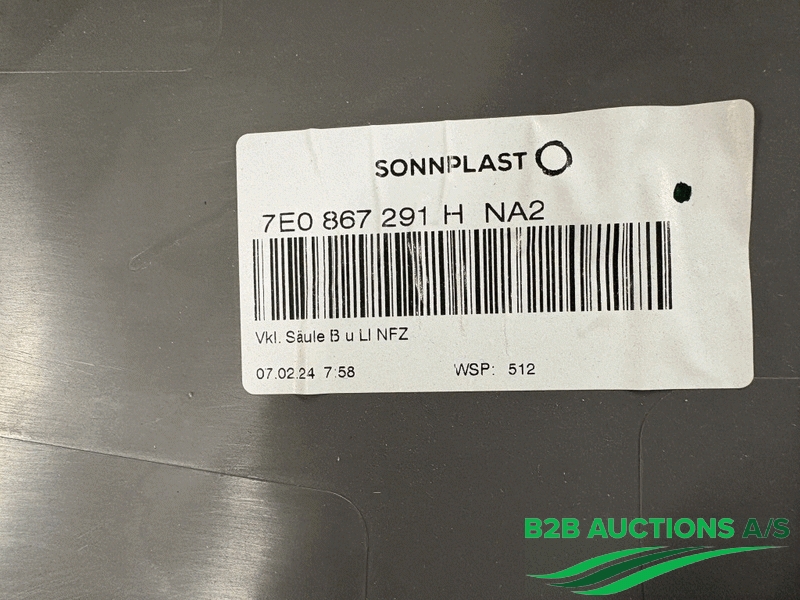 SONNPLAST
7E0 867 291 H NA2
Vkl. Säule B u LI NFZ
07.02.24 7:58 WSP: 512
B2B AUCTIONS A/S